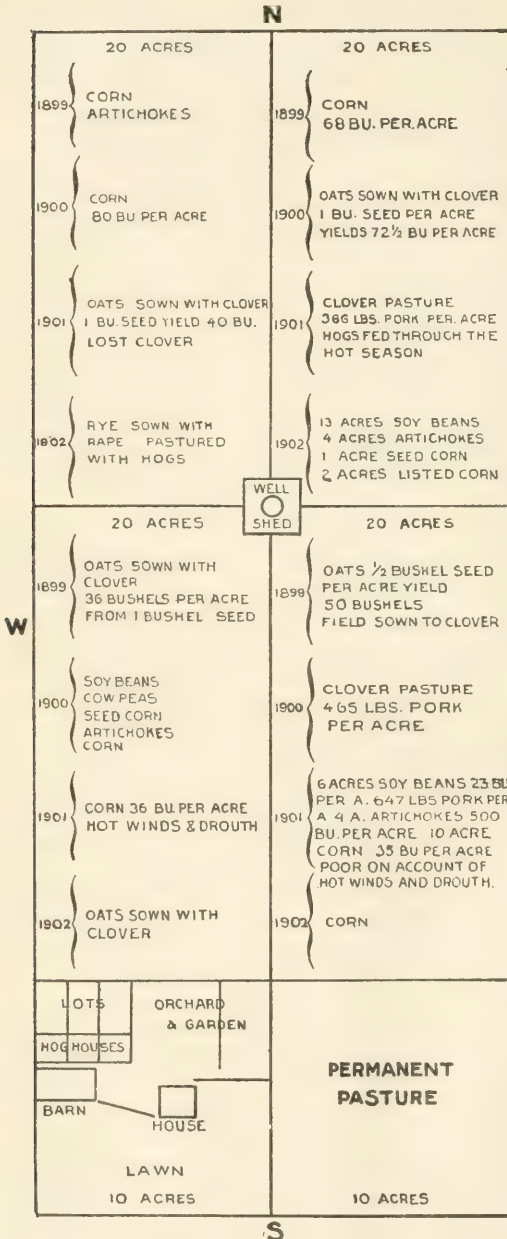 N
20 ACRES
1899
CORN
ARTICHOKES
1900
CORN
80 BU PER ACRE
1901
OATS SOWN WITH CLOVER
1 BU. SEED YIELD 40 BU.
LOST CLOVER
1902
RYE SOWN WITH
RAPE PASTURED
WITH HOGS
20 ACRES
1899
CORN
68 BU. PER. ACRE
1900
OATS SOWN WITH CLOVER
1 BU. SEED PER ACRE
YIELDS 72½ BU PER ACRE
1901
CLOVER PASTURE
386 LBS. PORK PER. ACRE
HOGS FED THROUGH THE
HOT SEASON
1902
13 ACRES SOY BEANS
4 ACRES ARTICHOKES
1 ACRE SEED CORN
2 ACRES LISTED CORN
WELL
SHED
W
20 ACRES
1899
OATS SOWN WITH
CLOVER
36 BUSHELS PER ACRE
FROM 1 BUSHEL SEED
1900
SOY BEANS
COW PEAS
SEED CORN
ARTICHOKES
CORN
1901
CORN 36 BU. PER ACRE
HOT WINDS & DROUTH
1902
OATS SOWN WITH
CLOVER
20 ACRES
1899
OATS ½ BUSHEL SEED
PER ACRE YIELD
50 BUSHELS
FIELD SOWN TO CLOVER
1900
CLOVER PASTURE
465 LBS. PORK
PER ACRE
1901
6 ACRES SOY BEANS 23 BU
PER A. 647 LBS PORK PER
A 4 A. ARTICHOKES 500
BU. PER ACRE 10 ACRE
CORN 35 BU PER ACRE
POOR ON ACCOUNT OF
HOT WINDS AND DROUTH.
1902
CORN
LOTS
HOG HOUSES
ORCHARD
& GARDEN
BARN
HOUSE
LAWN
10 ACRES
PERMANENT
PASTURE
10 ACRES
S